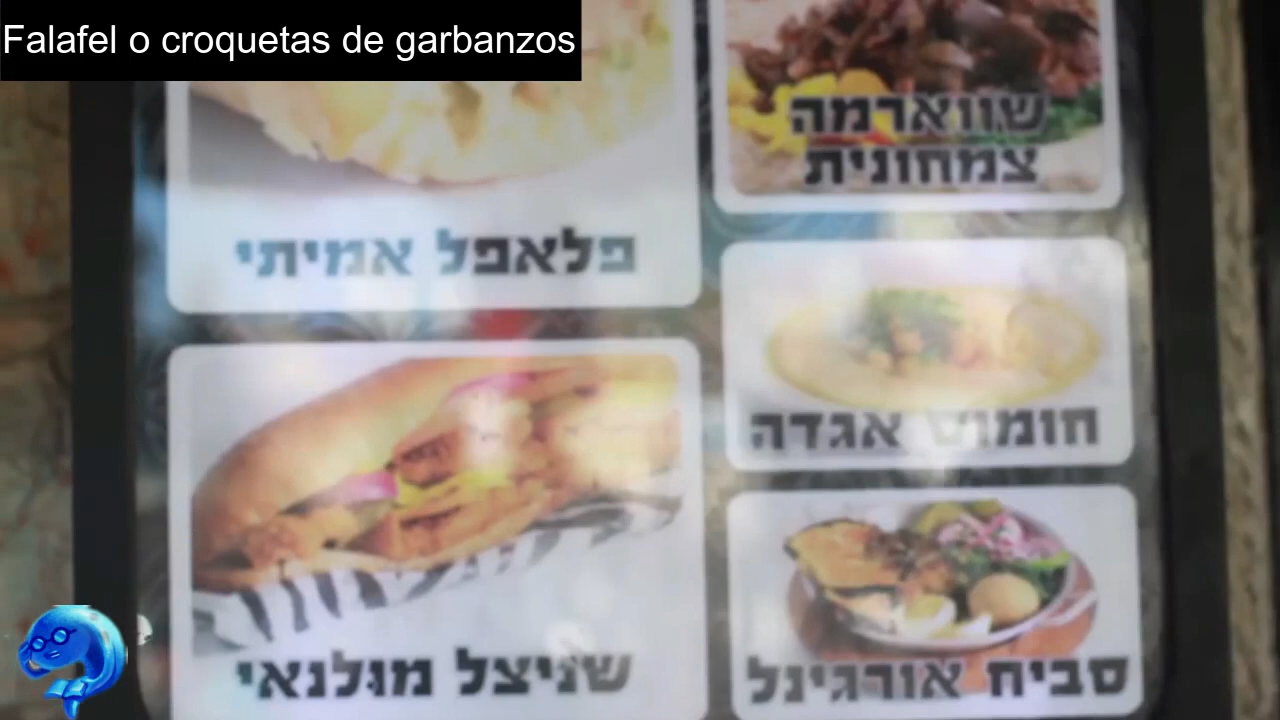 Falafel o croquetas de garbanzos
שווארמה
צמחונית
פלאפל אמיתי
חומוס אגדה
שניצל מולנאי
סביח אורגינל